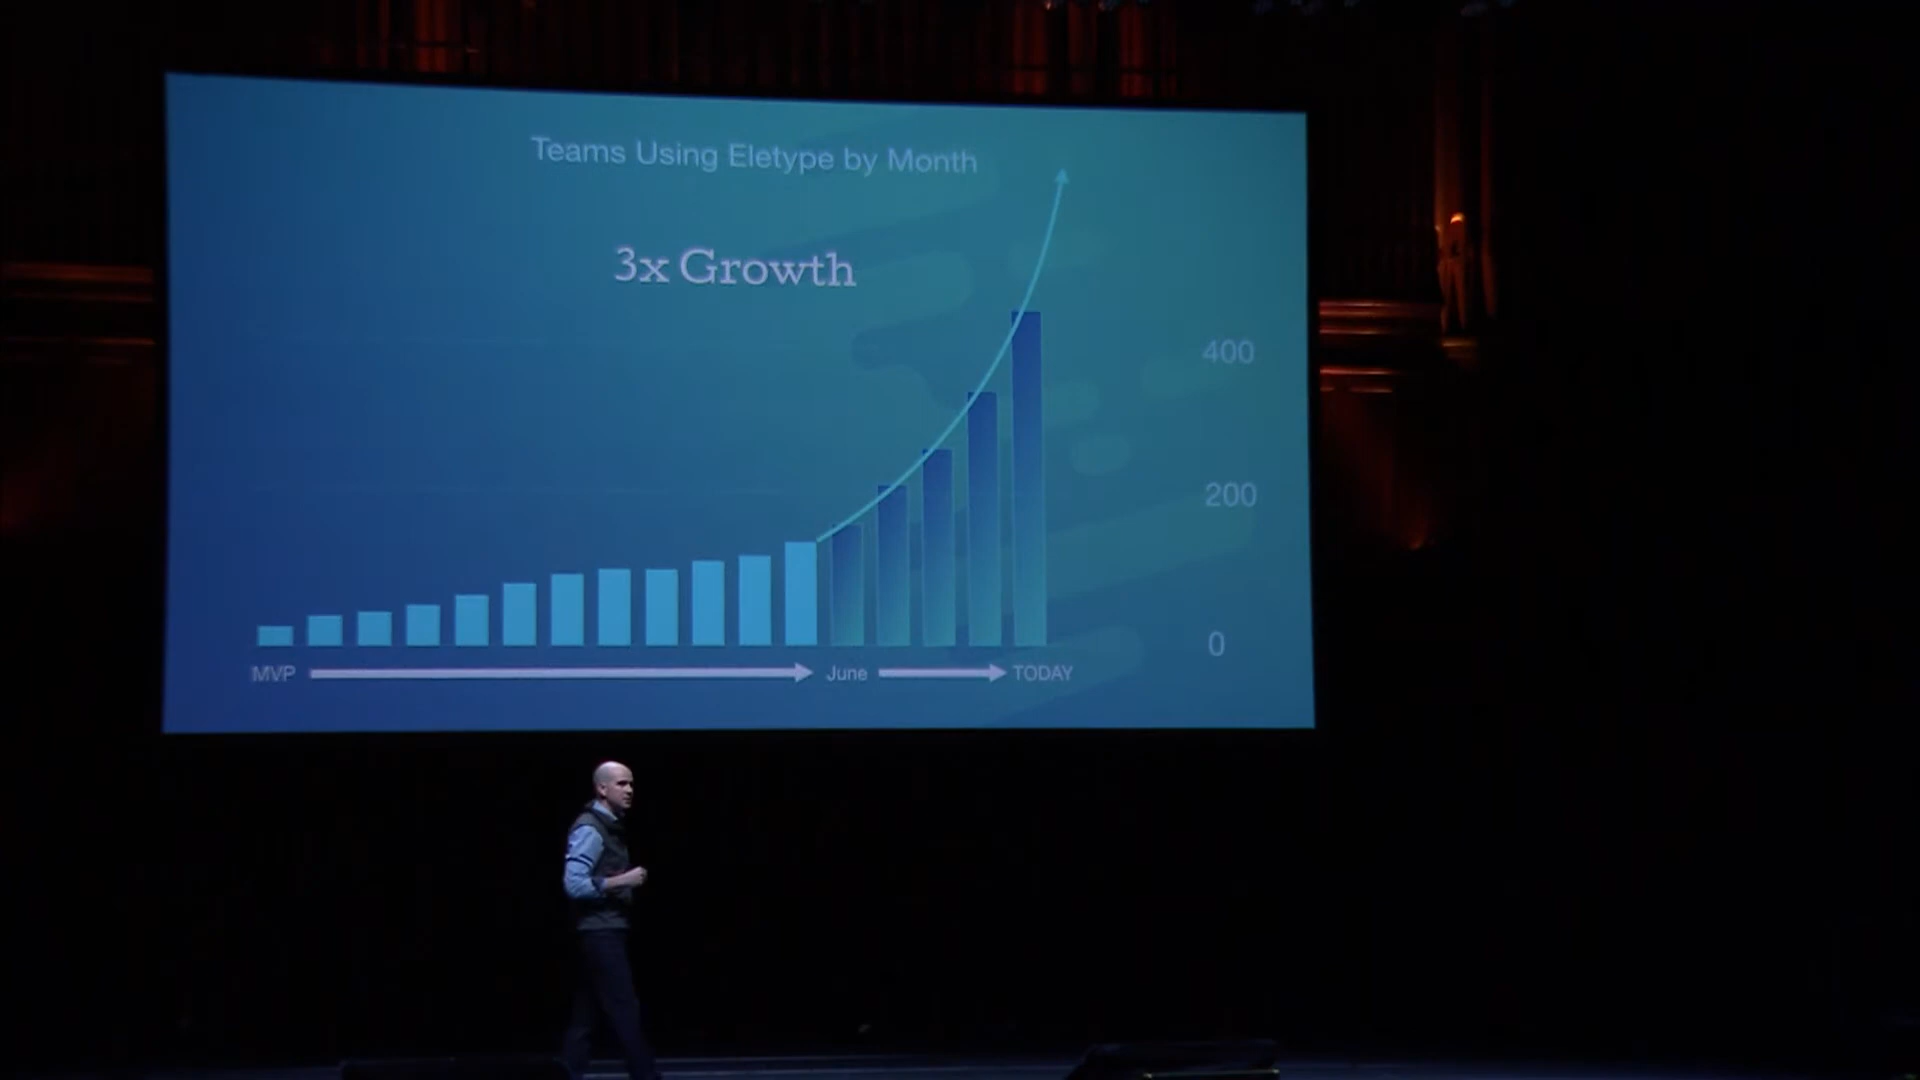 Teams Using Eletype by Month
3x Growth
400
200
0
MVP June TODAY